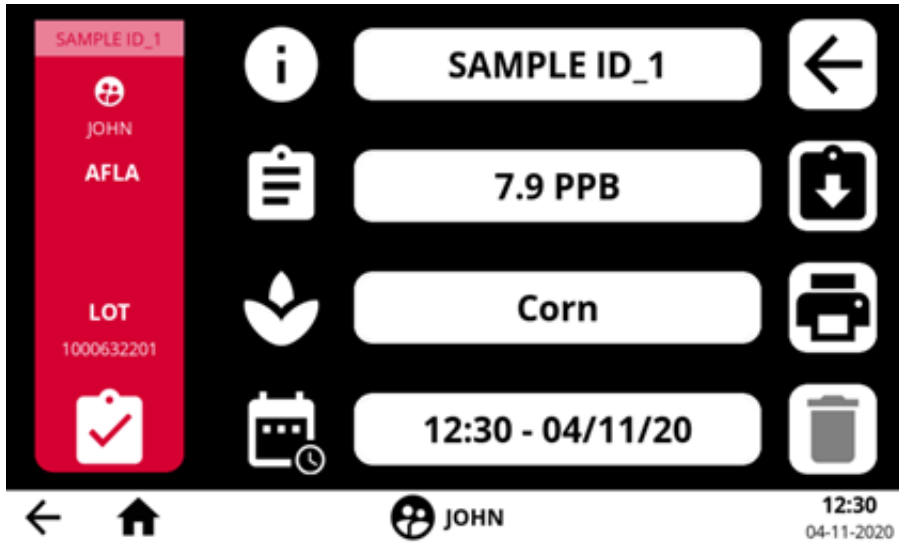 SAMPLE ID_1
JOHN
AFLA
LOT
1000632201
SAMPLE ID_1
7.9 PPB
Corn
12:30 - 04/11/20
JOHN
12:30
04-11-2020